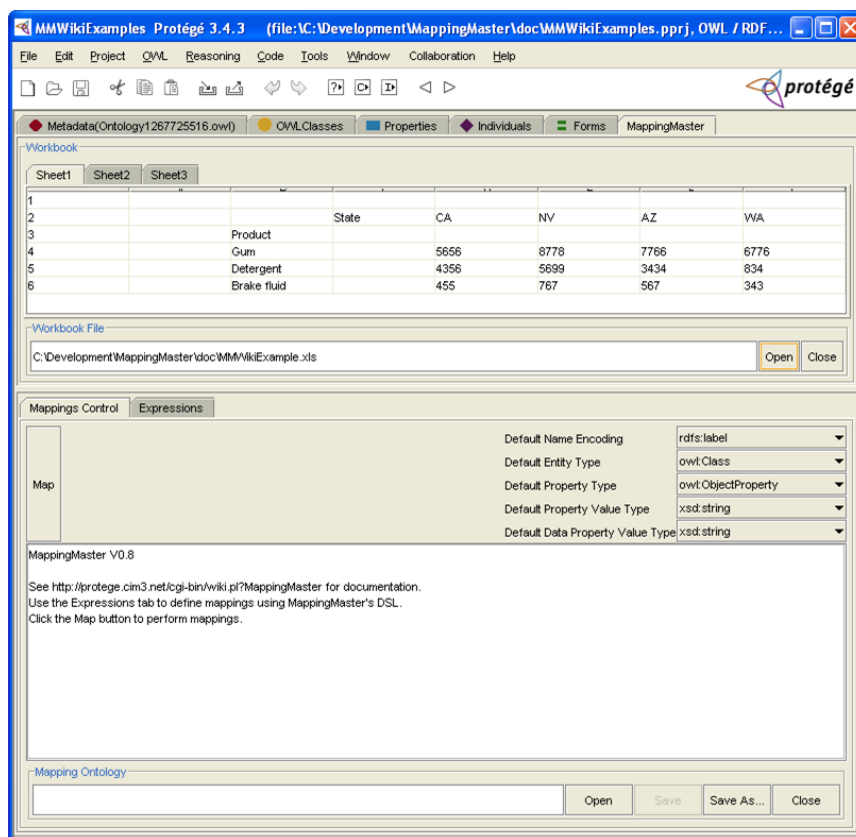 MMWikiExamples Protégé 3.4.3 (file:\C:\Development\MappingMaster\doc\MMWikiExamples.pprj, OWL / RDF...
File Edit Project OWL Reasoning Code Tools Window Collaboration Help
protégé
Metadata(Ontology1267725516.owl) OWLClasses Properties Individuals Forms MappingMaster
Workbook
Sheet1 Sheet2 Sheet3
1
2 State CA NV AZ WA
3 Product
4 Gum 5656 8778 7766 6776
5 Detergent 4356 5699 3434 834
6 Brake fluid 455 767 567 343
Workbook File
C:\Development\MappingMaster\doc\MMWikiExample.xls Open Close
Mappings Control Expressions
Map
Default Name Encoding rdfs:label
Default Entity Type owl:Class
Default Property Type owl:ObjectProperty
Default Property Value Type xsd:string
Default Data Property Value Type xsd:string
MappingMaster V0.8
See http://protege.cim3.net/cgi-bin/wiki.pl?MappingMaster for documentation.
Use the Expressions tab to define mappings using MappingMaster's DSL.
Click the Map button to perform mappings.
Mapping Ontology
Open Save Save As... Close